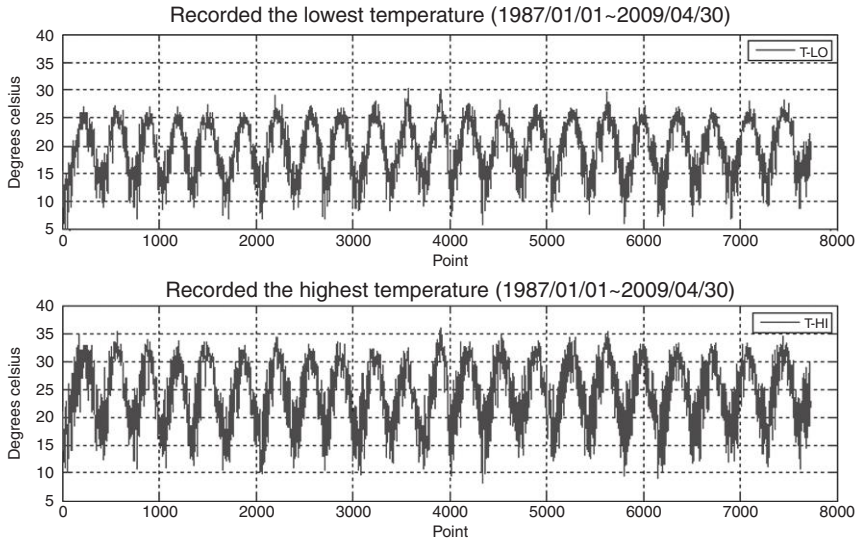 Recorded the lowest temperature (1987/01/01~2009/04/30)
40
35
30
25
20
15
10
5
Degrees celsius
T-LO
0 1000 2000 3000 4000 5000 6000 7000 8000
Point
Recorded the highest temperature (1987/01/01~2009/04/30)
40
35
30
25
20
15
10
5
Degrees celsius
T-HI
0 1000 2000 3000 4000 5000 6000 7000 8000
Point